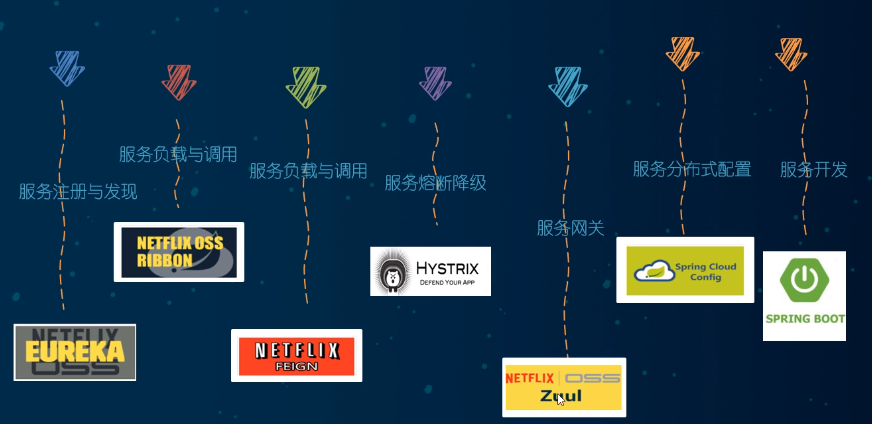 服务注册与发现
NETFLIX
EUREKA
OSS
服务负载与调用
NETFLIX OSS
RIBBON
服务负载与调用
NETFLIX
FEIGN
服务熔断降级
HYSTRIX
DEFEND YOUR APP
服务网关
NETFLIX OSS
Zuul
服务分布式配置
Spring Cloud
Config
服务开发
SPRING BOOT